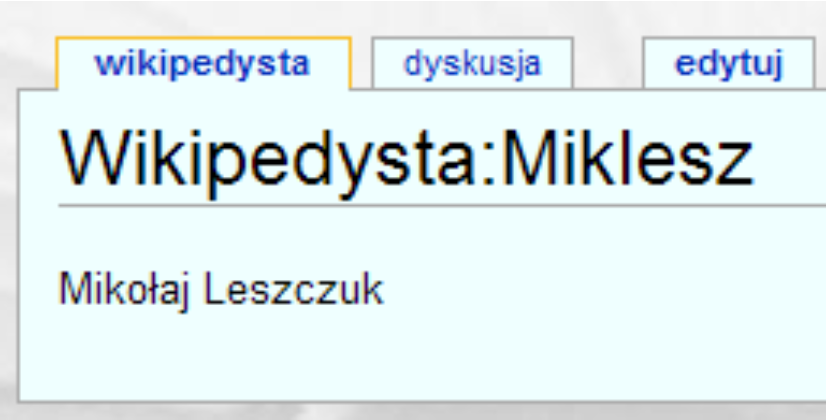 wikipedysta dyskusja edytuj
Wikipedysta:Miklesz
Mikołaj Leszczuk